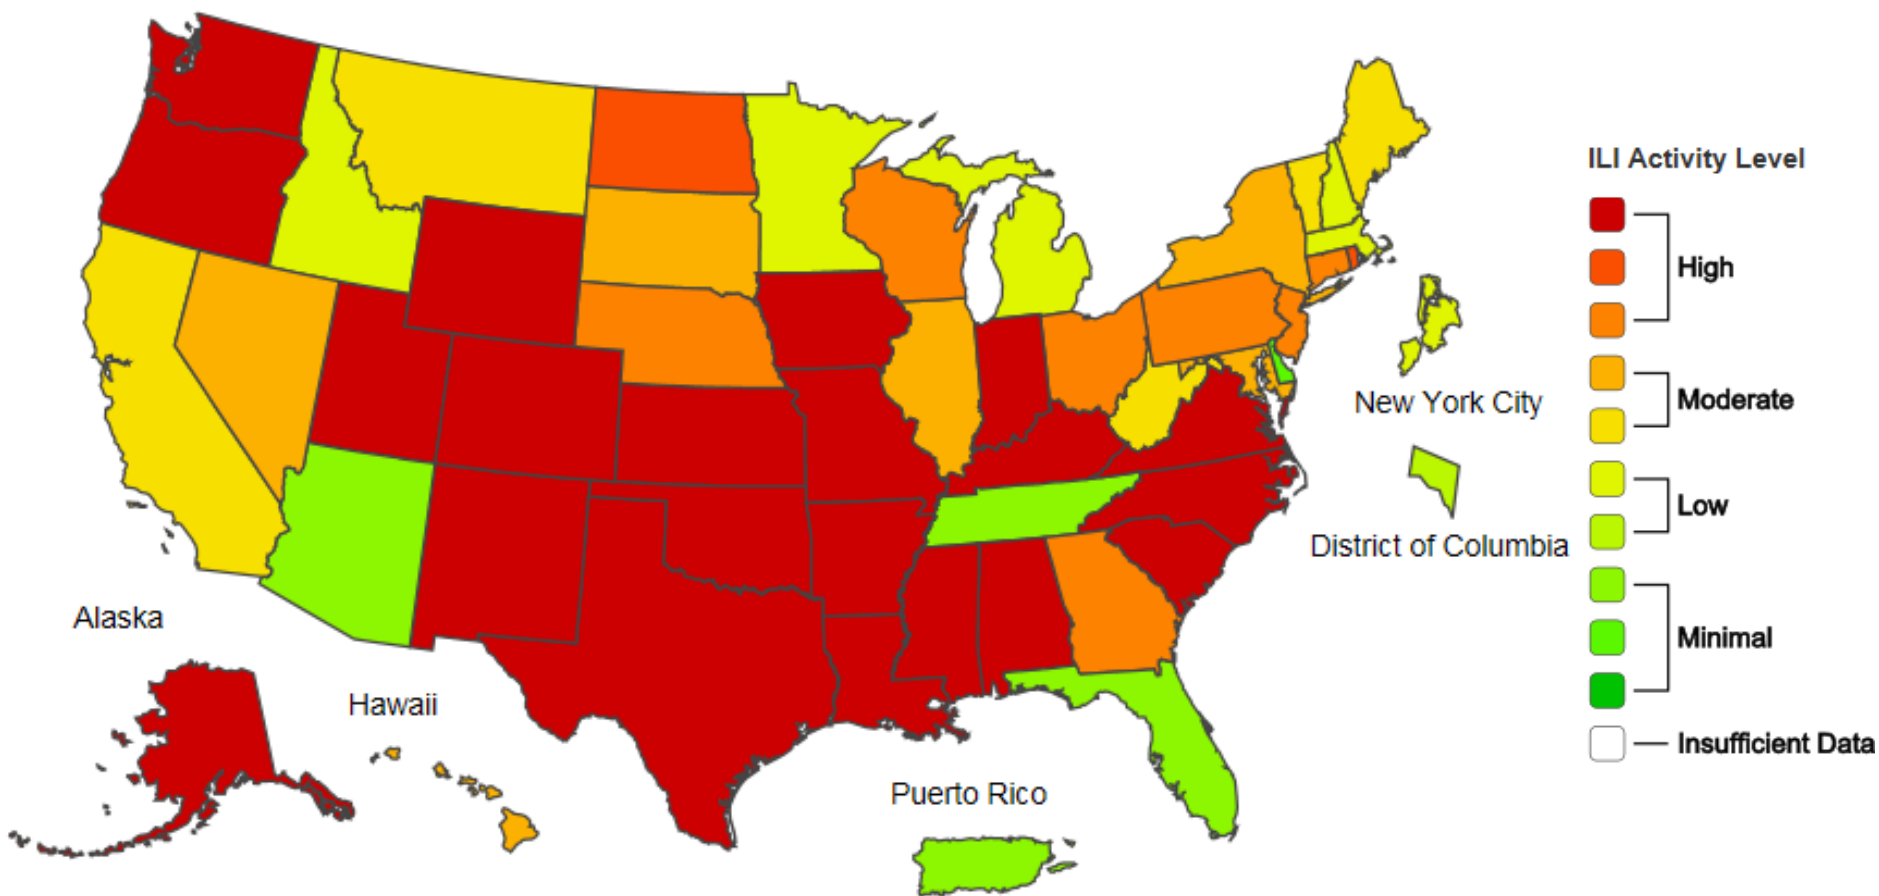 ILI Activity Level
High
Moderate
New York City
Low
District of Columbia
Alaska
Minimal
Hawaii
Insufficient Data
Puerto Rico